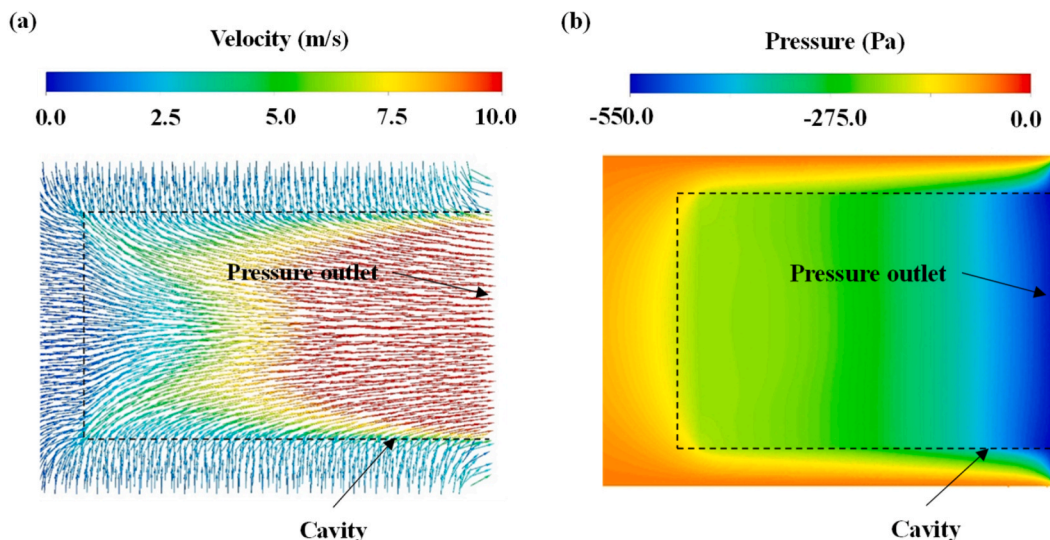 (a)
Velocity (m/s)
0.0 2.5 5.0 7.5 10.0
Pressure outlet
Cavity
(b)
Pressure (Pa)
-550.0 -275.0 0.0
Pressure outlet
Cavity